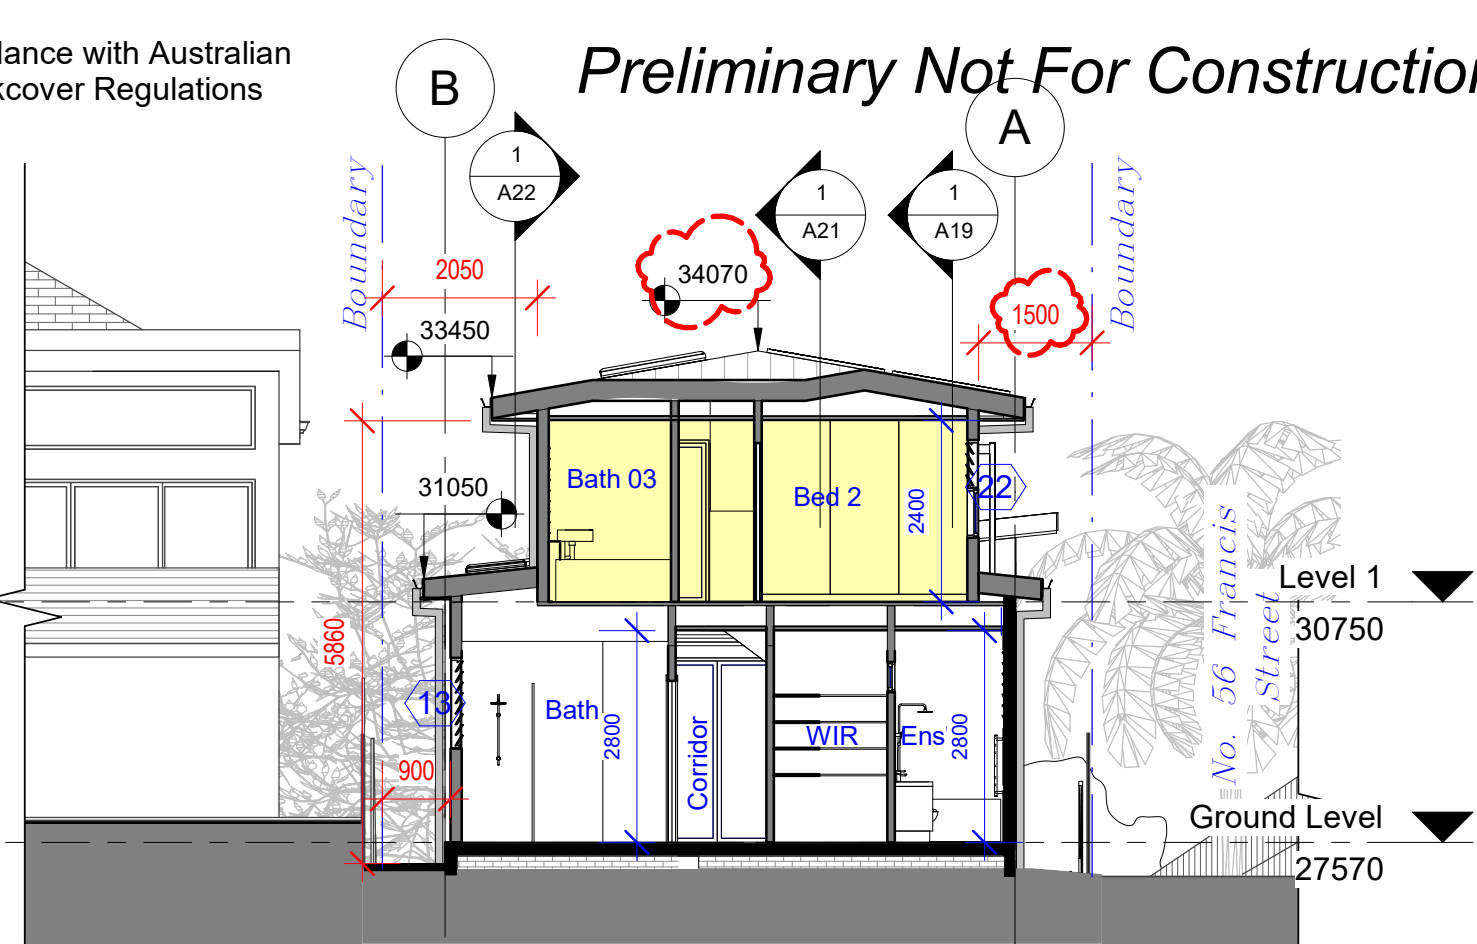 lance with Australian
kcover Regulations
Preliminary Not For Construction
B
A
1
A22
1
A21
1
A19
Boundary
Boundary
2050
34070
1500
33450
31050
Bath 03
Bed 2
2400
22
5860
No. 56 Francis
Street
Level 1
30750
13
Bath
2800
Corridor
WIR
Ens
2800
900
Ground Level
27570